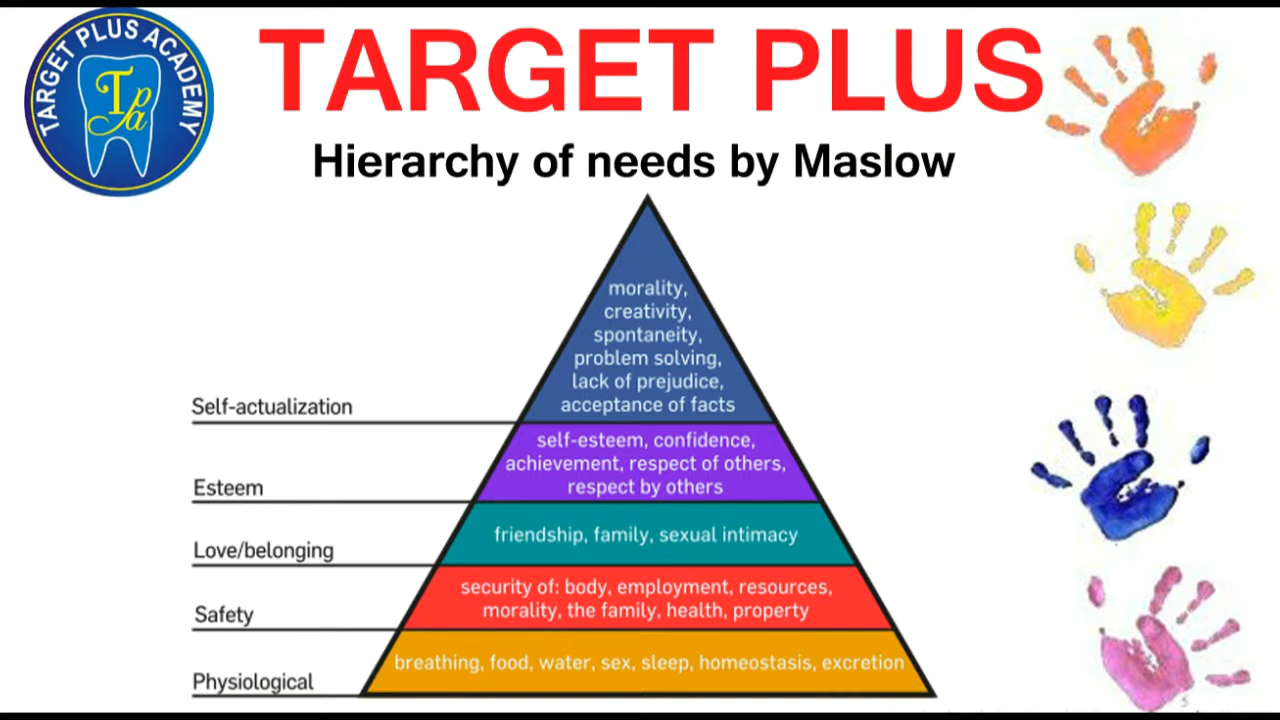 TARGET PLUS ACADEMY
T
p
a
TARGET PLUS
Hierarchy of needs by Maslow
morality,
creativity,
spontaneity,
problem solving,
lack of prejudice,
acceptance of facts
Self-actualization
self-esteem, confidence,
achievement, respect of others,
respect by others
Esteem
friendship, family, sexual intimacy
Love/belonging
security of: body, employment, resources,
morality, the family, health, property
Safety
breathing, food, water, sex, sleep, homeostasis, excretion
Physiological